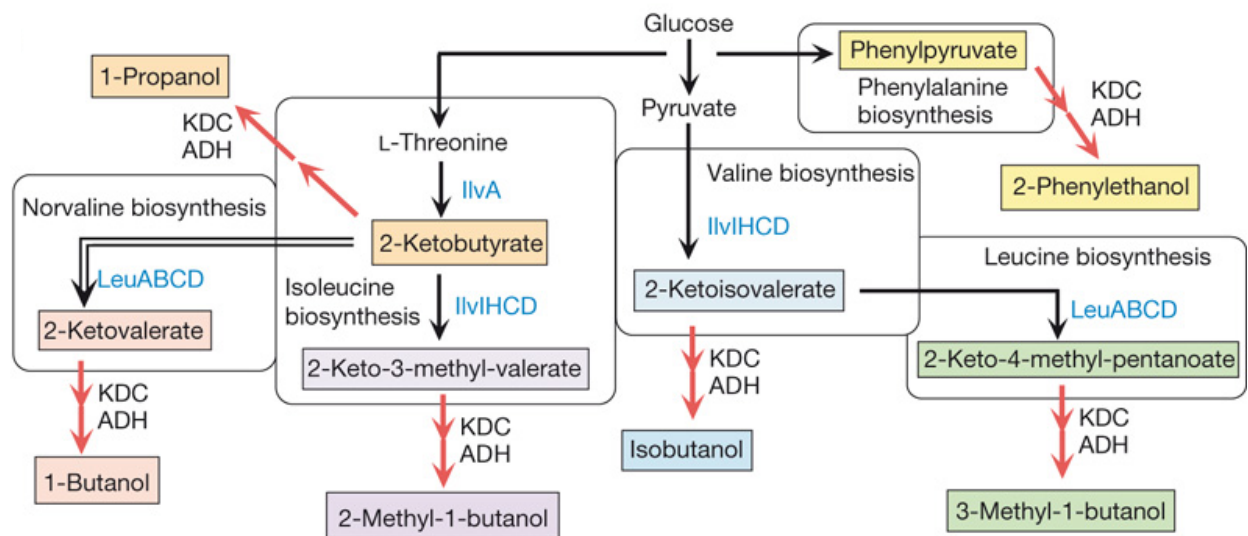 Glucose
1-Propanol
Phenylpyruvate
Phenylalanine
biosynthesis
KDC
ADH
KDC
ADH
Pyruvate
L-Threonine
2-Phenylethanol
IlvA
Valine biosynthesis
Norvaline biosynthesis
2-Ketobutyrate
IlvIHCD
LeuABCD
Isoleucine
biosynthesis
IlvIHCD
2-Ketoisovalerate
Leucine biosynthesis
LeuABCD
2-Ketovalerate
2-Keto-3-methyl-valerate
2-Keto-4-methyl-pentanoate
KDC
ADH
KDC
ADH
KDC
ADH
KDC
ADH
1-Butanol
2-Methyl-1-butanol
Isobutanol
3-Methyl-1-butanol